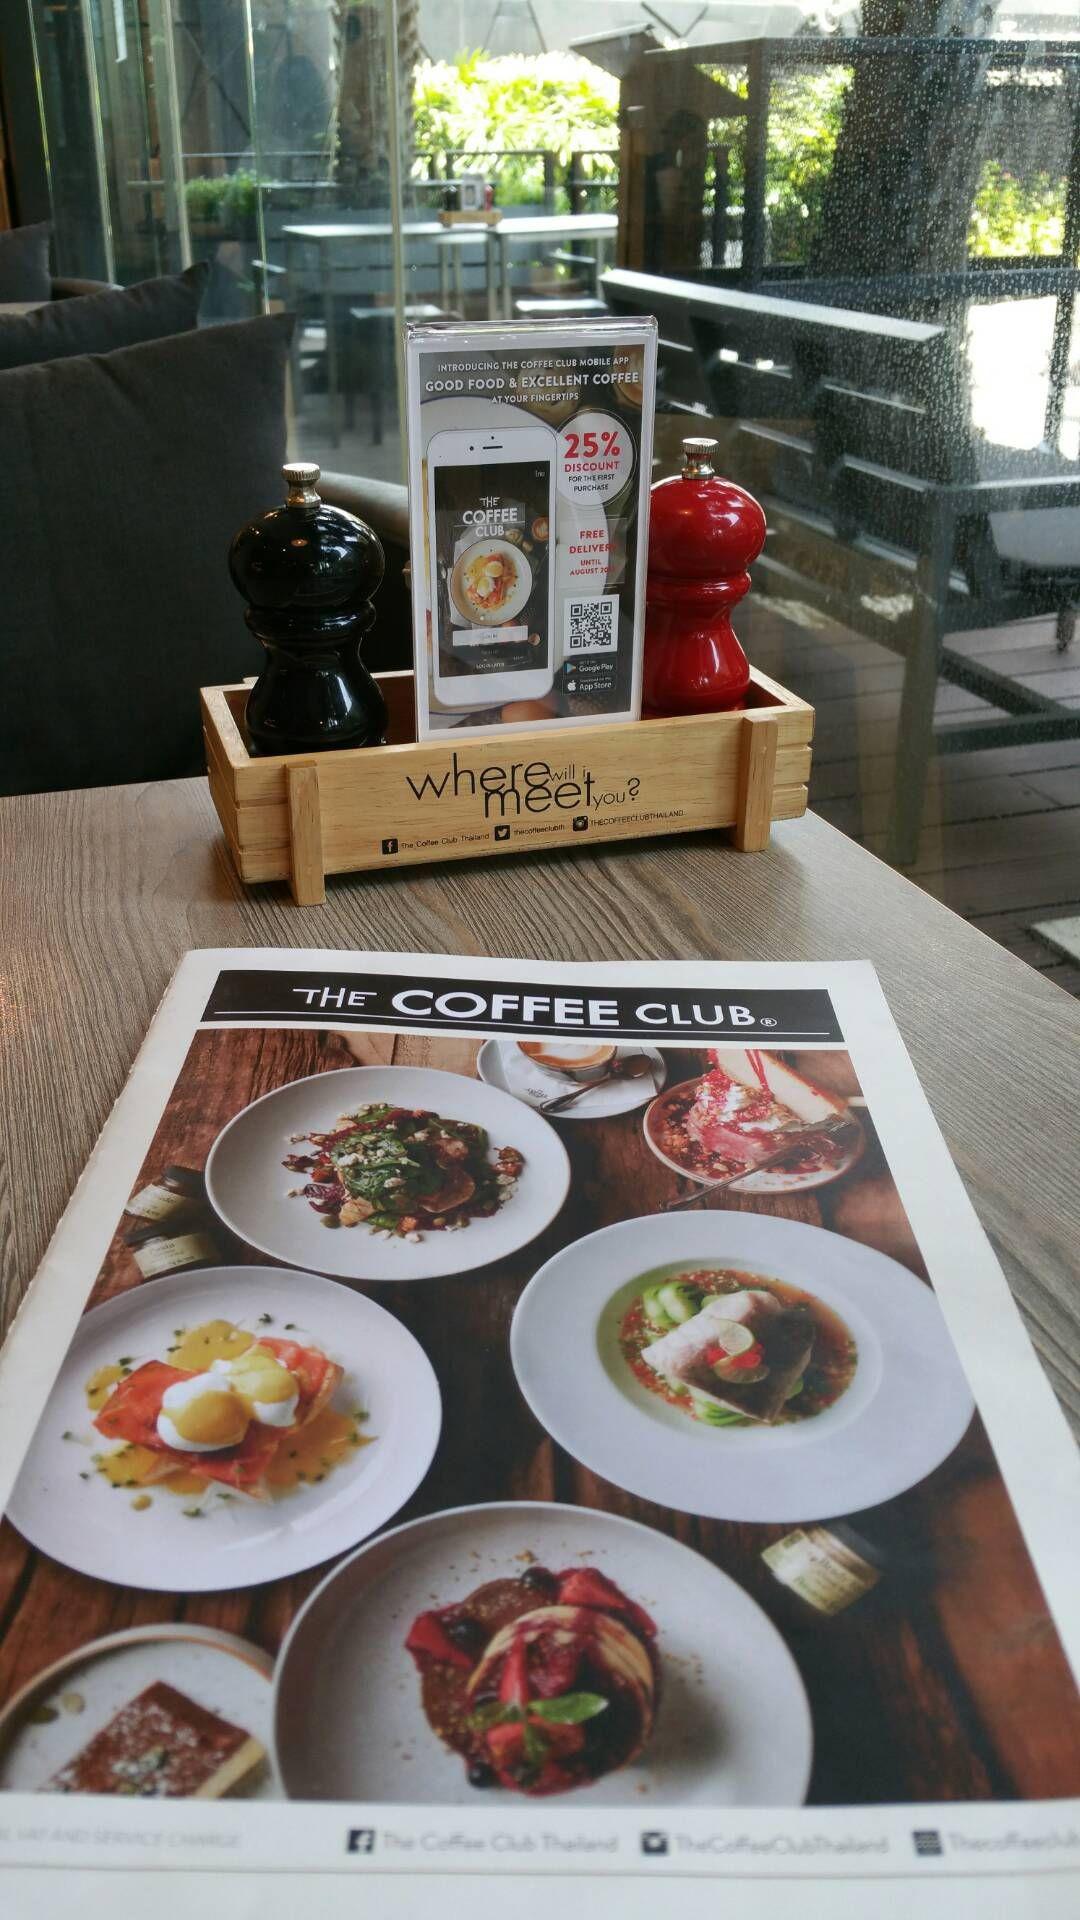 INTRODUCING THE COFFEE CLUB MOBILE APP
GOOD FOOD & EXCELLENT COFFEE
AT YOUR FINGERTIPS
25%
DISCOUNT
FOR THE FIRST
PURCHASE
THE
COFFEE
CLUB
FREE
DELIVERY
UNTIL
AUGUST
Google Play
App Store
where will i
meet you?
The Coffee Club Thailand
thecoffeeclubth
THECOFFEECLUBTHAILAND
THE COFFEE CLUB®
VAT AND SERVICE CHARGE
The Coffee Club Thailand
TheCoffeeClubThailand